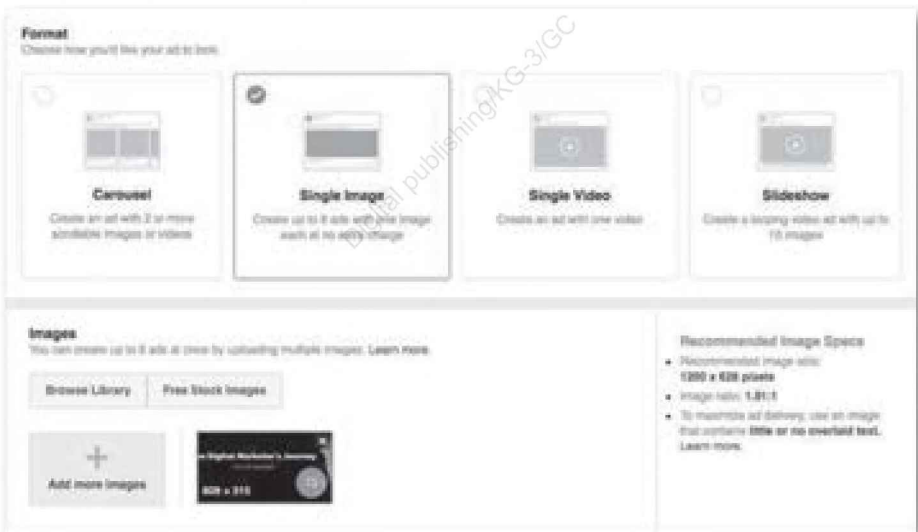 Format
Choose how you'd like your ad to look.
Digital publishing/KG-3/GC
Carousel
Create an ad with 2 or more
scrollable images or videos
Single Image
Create up to 6 ads with one image
each at no extra charge
Single Video
Create an ad with one video
Slideshow
Create a looping video ad with up to
10 images
Images
You can create up to 6 ads at once by uploading multiple images. Learn more.
Browse Library
Free Stock Images
Add more images
Digital Marketer's Journey
828 x 315
Recommended Image Specs
Recommended image size:
1200 x 628 pixels
Image ratio: 1.91:1
To maximize ad delivery, use an image
that contains little or no overlaid text.
Learn more.